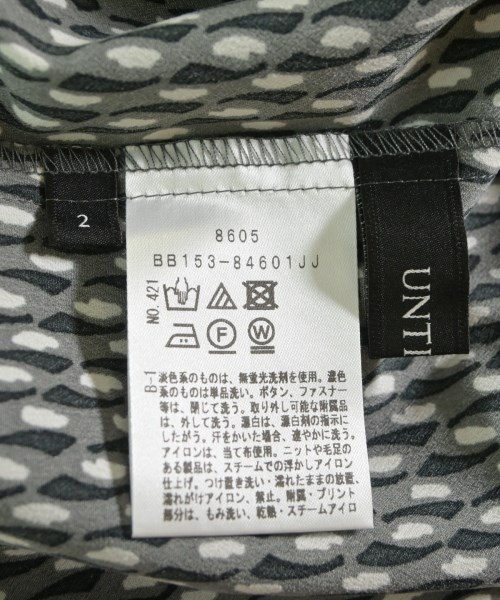 2
8605
BB153-84601JJ
NO.421
F
W
B-1
淡色系のものは、無蛍光洗剤を使用。濃色
系のものは単品洗い。ボタン、ファスナー
等は、閉じて洗う。取り外し可能な附属品
は、外して洗う。漂白は、漂白剤の指示に
したがう。汗をかいた場合、速やかに洗う。
アイロンは、当て布使用。ニットや毛足の
ある製品は、スチームでの浮かしアイロン
仕上げ。つけ置き洗い・濡れたままの放置、
濡れがけアイロン、禁止。附属・プリント
部分は、もみ洗い、乾熱・スチームアイロ
UNTI